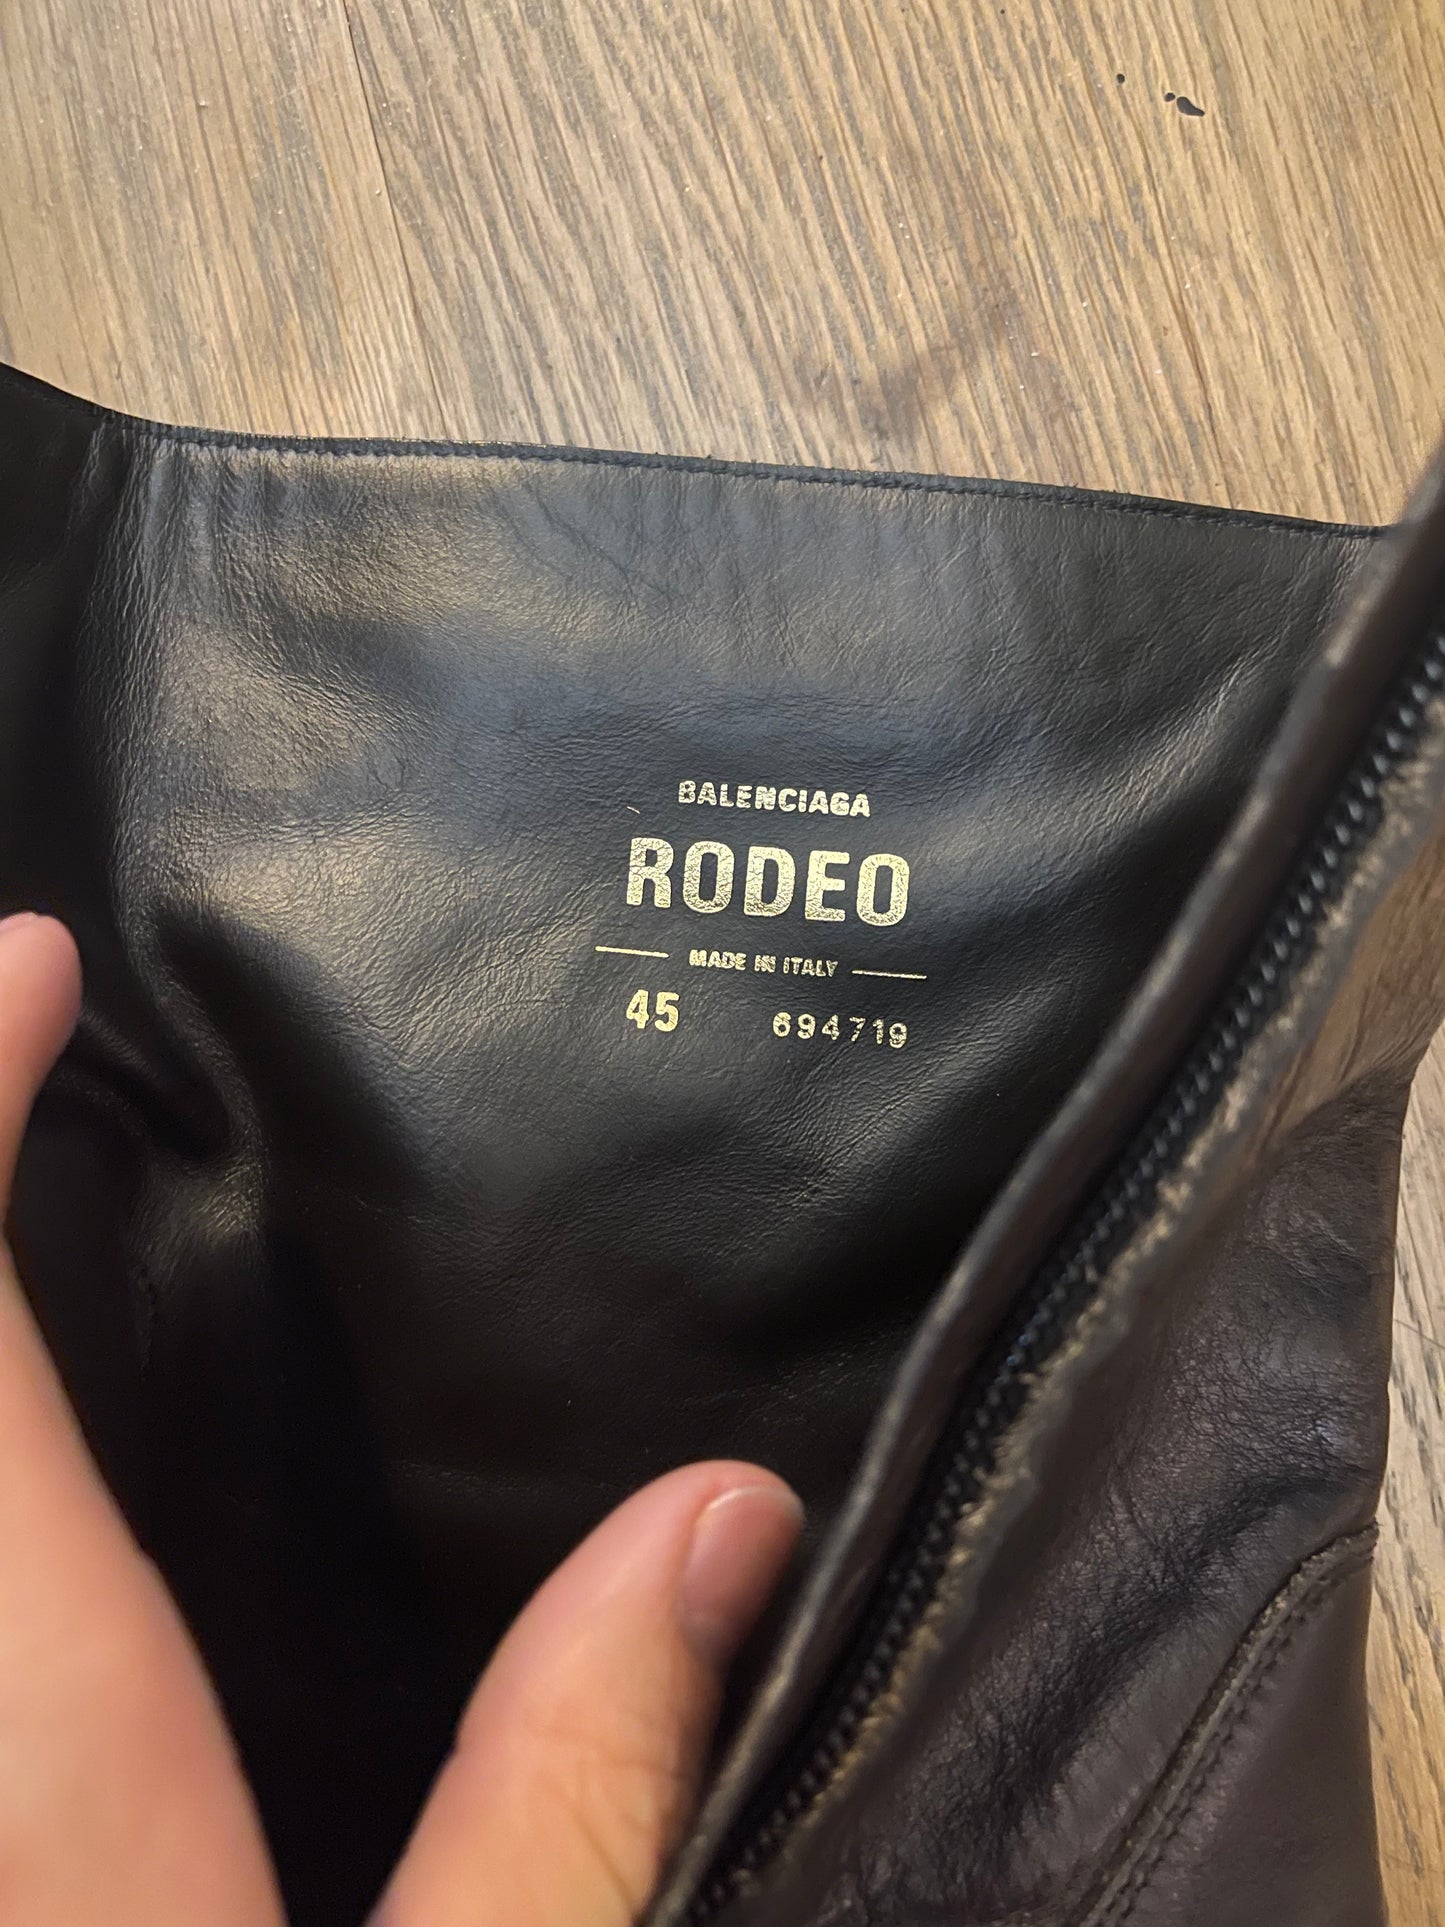 BALENCIAGA
RODEO
MADE IN ITALY
45 694719